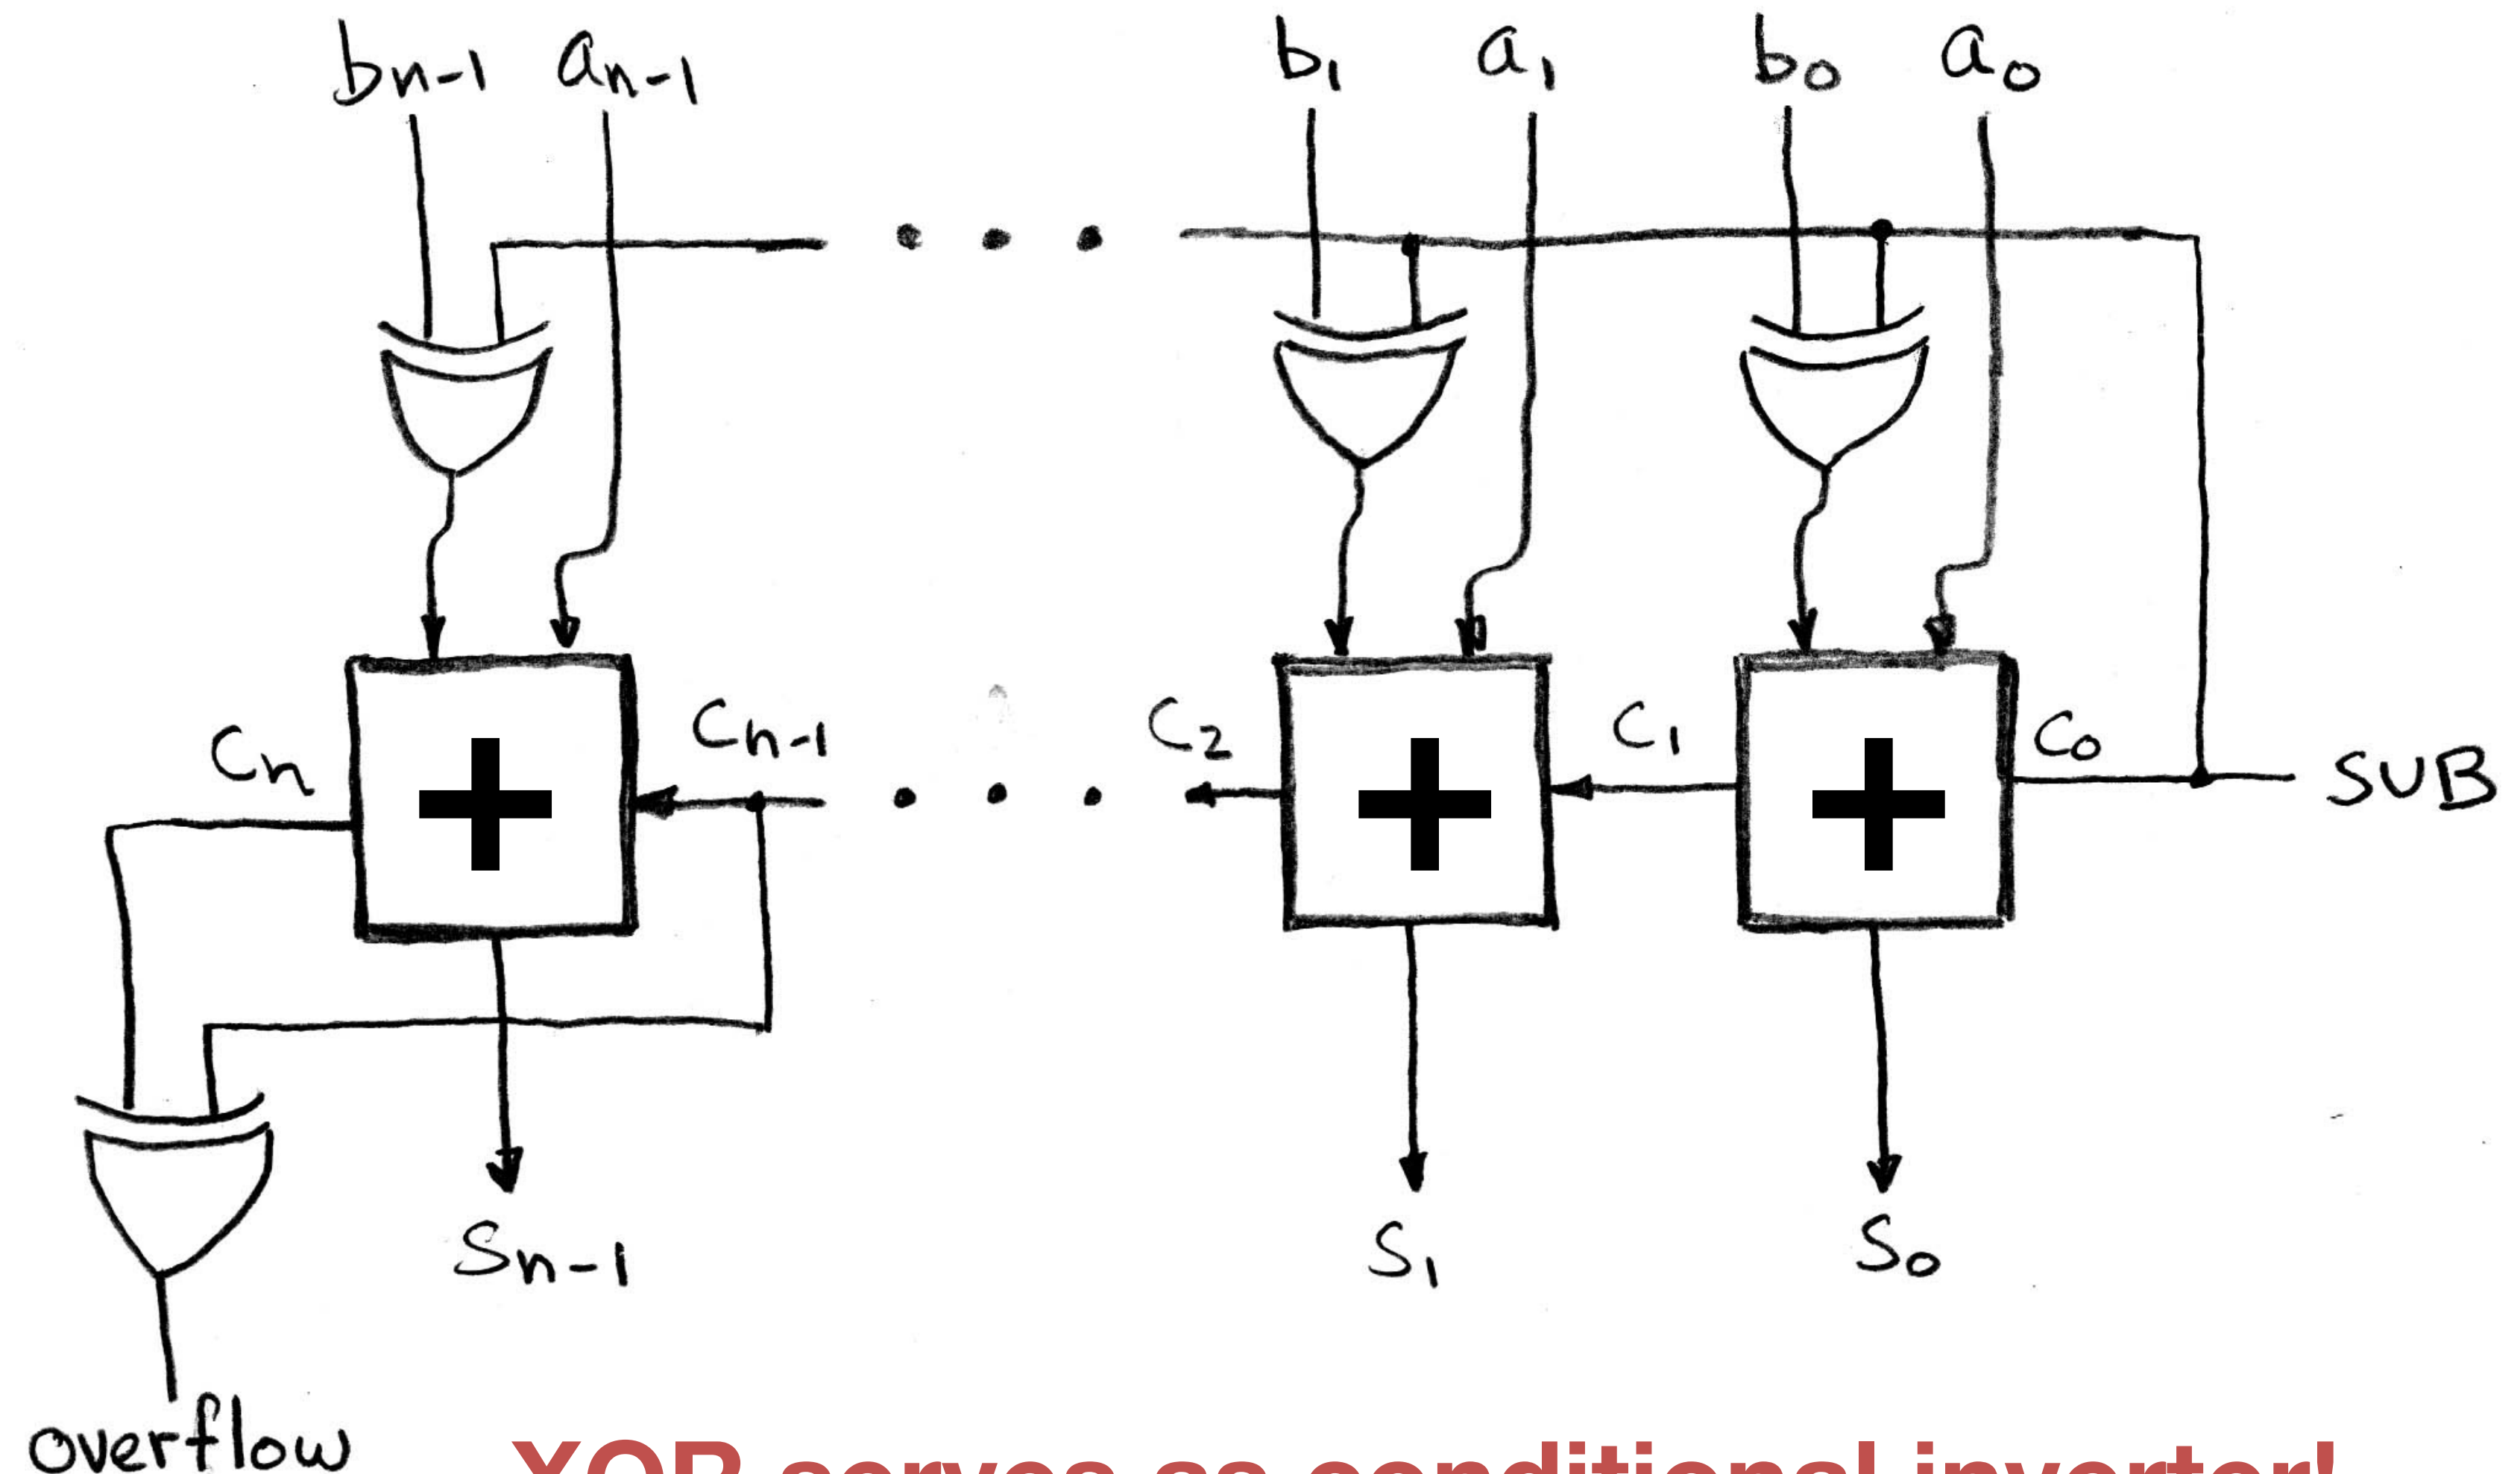 bn-1 an-1 b1 a1 b0 a0
Cn Cn-1 C2 C1 C0 SUB
+ + +
Sn-1 S1 S0
overflow
XOR serves as conditional inverter!